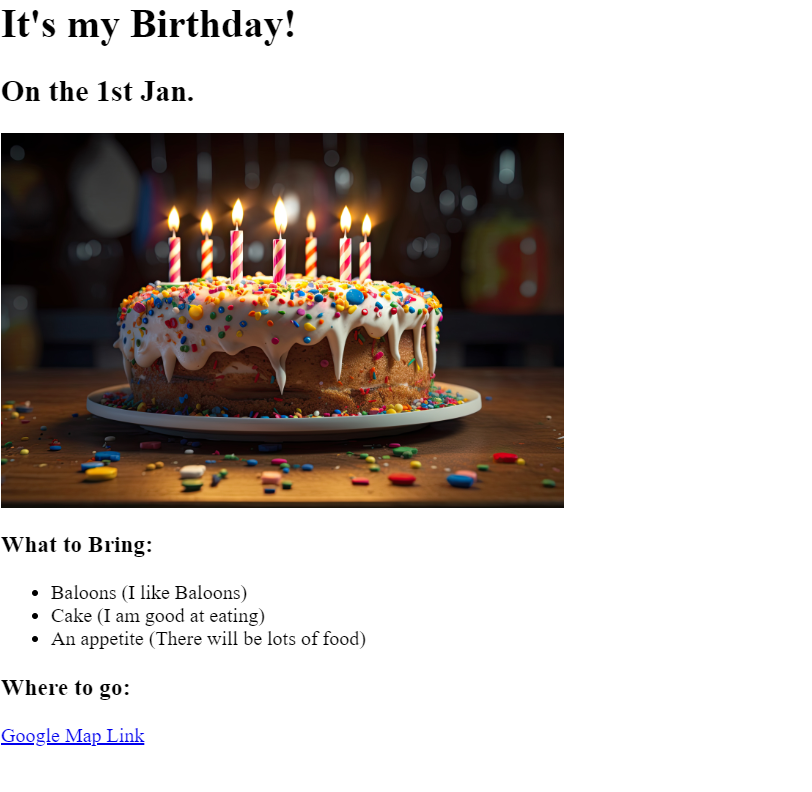 It's my Birthday!
On the 1st Jan.
What to Bring:
Baloons (I like Baloons)
Cake (I am good at eating)
An appetite (There will be lots of food)
Where to go:
Google Map Link